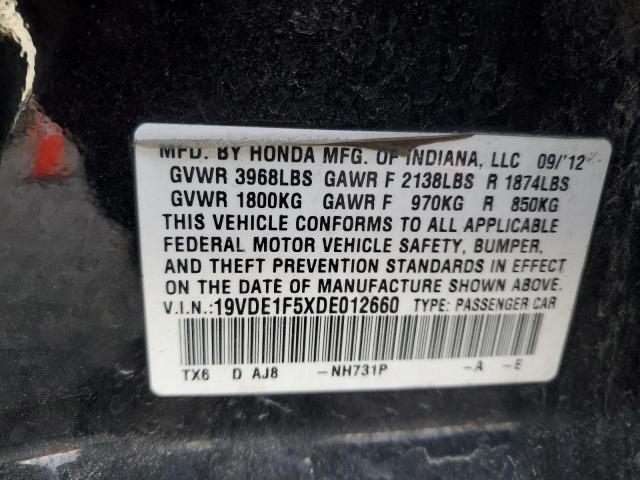 MFD. BY HONDA MFG. OF INDIANA, LLC 09/'12
GVWR 3968LBS GAWR F 2138LBS R 1874LBS
GVWR 1800KG GAWR F 970KG R 850KG
THIS VEHICLE CONFORMS TO ALL APPLICABLE
FEDERAL MOTOR VEHICLE SAFETY, BUMPER,
AND THEFT PREVENTION STANDARDS IN EFFECT
ON THE DATE OF MANUFACTURE SHOWN ABOVE.
V.I.N.: 19VDE1F5XDE012660 TYPE: PASSENGER CAR
TX6 D AJ8 -NH731P -A -E